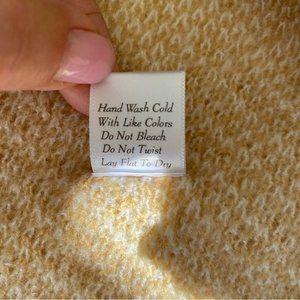 Hand Wash Cold
With Like Colors
Do Not Bleach
Do Not Twist
Lay Flat To Dry